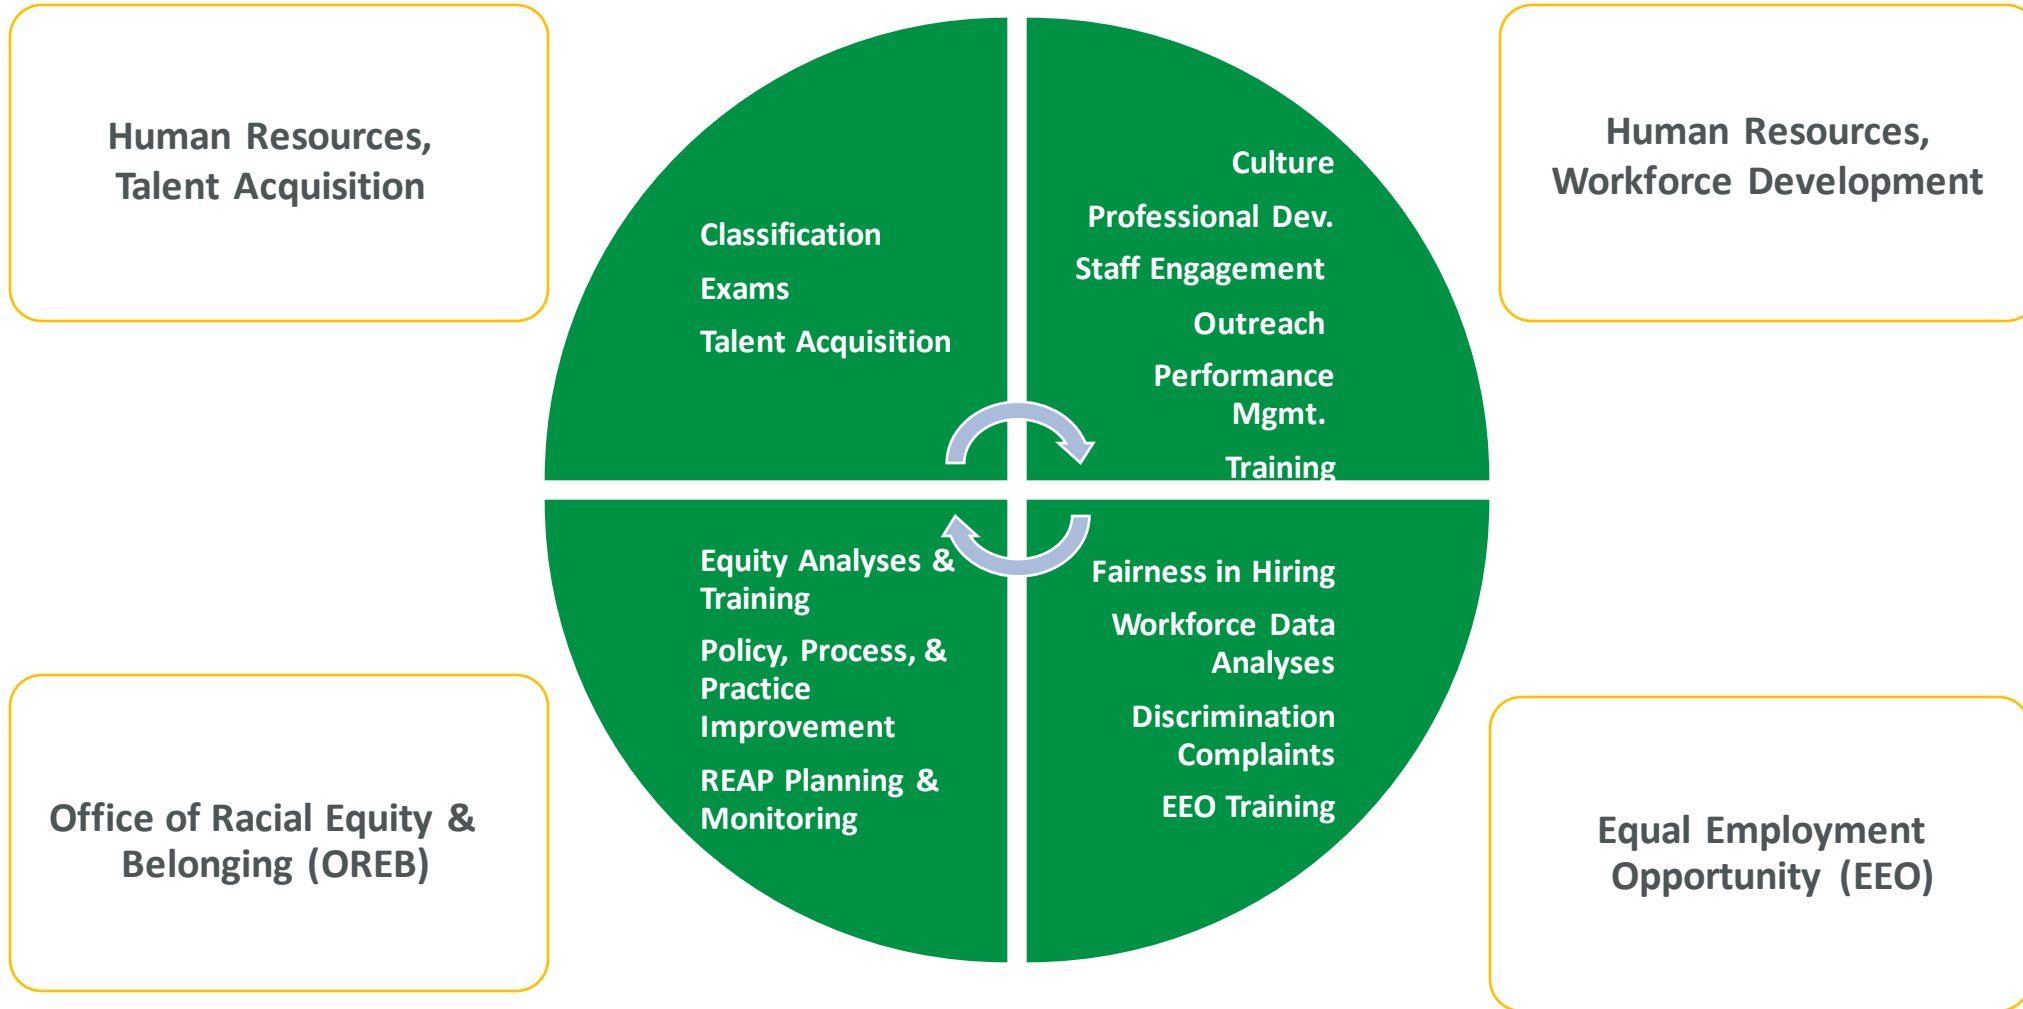 Human Resources,
Talent Acquisition
Classification
Exams
Talent Acquisition
Culture
Professional Dev.
Staff Engagement
Outreach
Performance
Mgmt.
Training
Human Resources,
Workforce Development
Office of Racial Equity &
Belonging (OREB)
Equity Analyses &
Training
Policy, Process, &
Practice
Improvement
REAP Planning &
Monitoring
Fairness in Hiring
Workforce Data
Analyses
Discrimination
Complaints
EEO Training
Equal Employment
Opportunity (EEO)